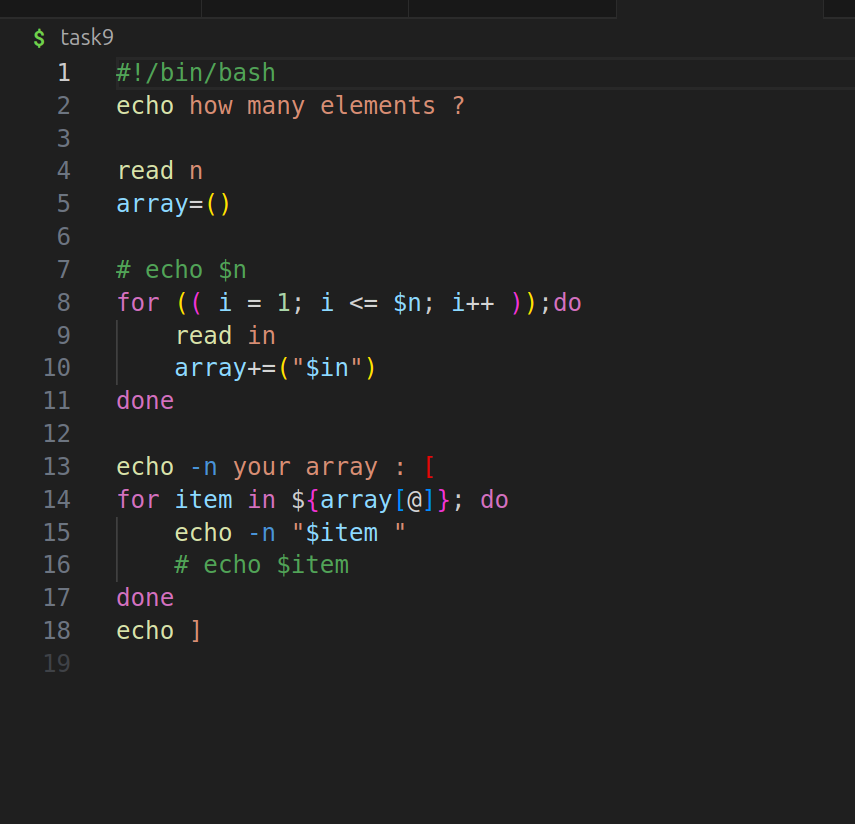 $ task9
1 #!/bin/bash
2 echo how many elements ?
3
4 read n
5 array=()
6
7 # echo $n
8 for (( i = 1; i <= $n; i++ ));do
9     read in
10     array+=("$in")
11 done
12
13 echo -n your array : [
14 for item in ${array[@]}; do
15     echo -n "$item "
16     # echo $item
17 done
18 echo ]
19